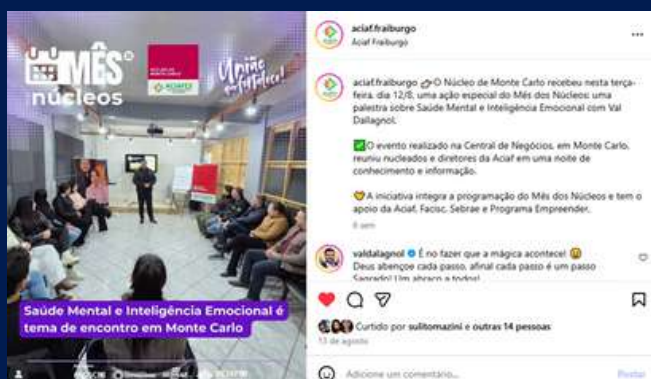 MÊS
dos
núcleos
NÚCLEO DE
MONTE CARLO
ACIAF
União
que fortalece!
Saúde Mental e Inteligência Emocional é
tema de encontro em Monte Carlo
aciaf.fraiburgo
Aciaf Fraiburgo
aciaf.fraiburgo 👉O Núcleo de Monte Carlo recebeu nesta terça-
feira, dia 12/8, uma ação especial do Mês dos Núcleos: uma
palestra sobre Saúde Mental e Inteligência Emocional com Val
Dallagnol.
✅O evento realizado na Central de Negócios, em Monte Carlo,
reuniu nucleados e diretores da Aciaf em uma noite de
conhecimento e informação.
🧡A iniciativa integra a programação do Mês dos Núcleos e tem o
apoio da Aciaf, Facisc, Sebrae e Programa Empreender.
6 sem
valdalagnol É no fazer que a mágica acontece!
Deus abençoe cada passo, afinal cada passo é um passo
Sagrado! Um abraço a todos!
Curtido por sulitomazini e outras 14 pessoas
13 de agosto
Adicione um comentário...
Postar